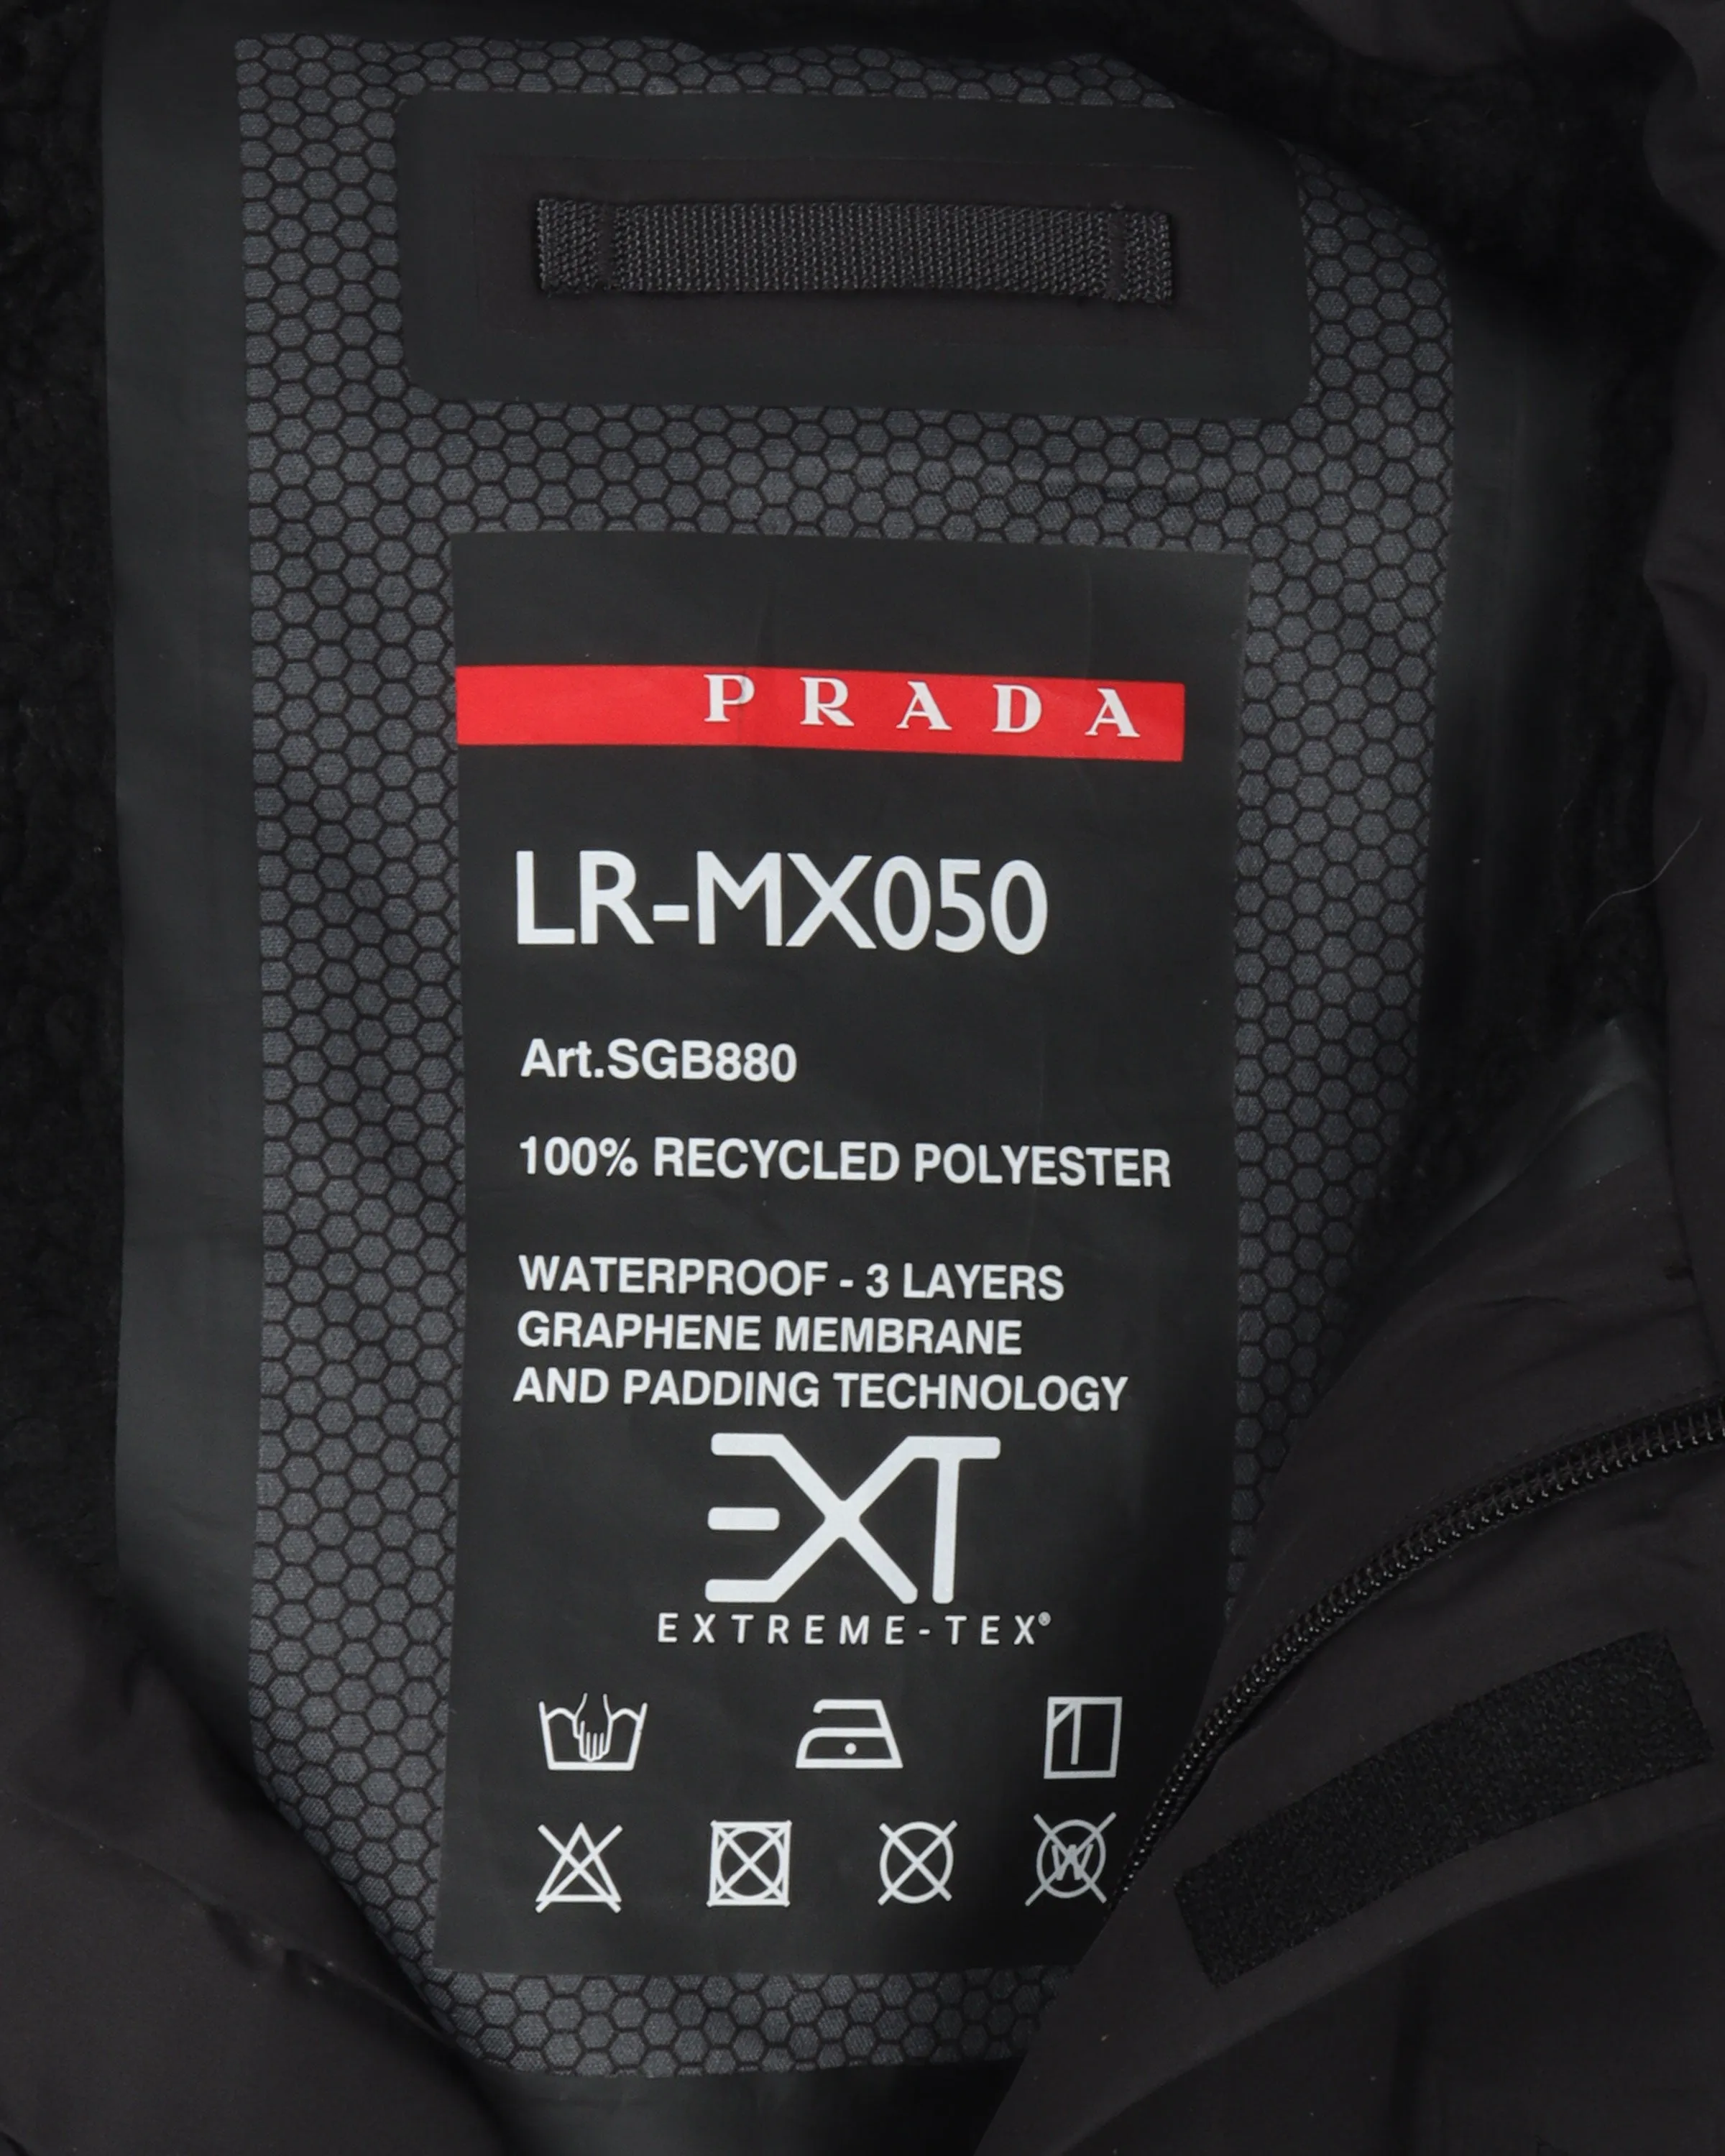 PRADA
LR-MX050
Art.SGB880
100% RECYCLED POLYESTER
WATERPROOF - 3 LAYERS
GRAPHENE MEMBRANE
AND PADDING TECHNOLOGY
EXT
EXTREME-TEX®
W